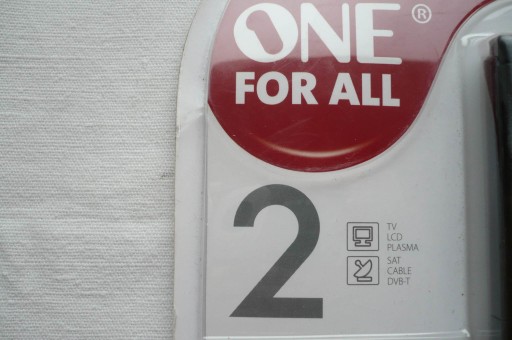 ONE®
FOR ALL
2
TV
LCD
PLASMA
SAT
CABLE
DVB-T